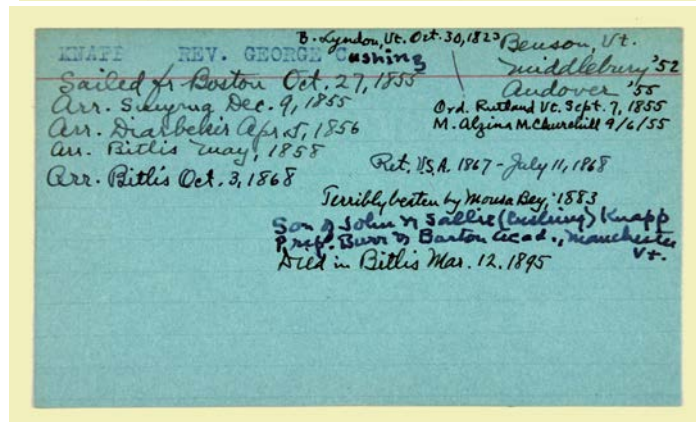 B. Lyndon, Vt. Oct. 30, 1823
KNAPP REV. GEORGE Cushing
Benson, Vt.
Middlebury '52
Andover '55
Ord. Rutland Vt. Sept. 7, 1855
M. Alzina M. Churchill 9/6/55
Sailed fr Boston Oct. 27, 1855
Arr. Smyrna Dec. 9, 1855
Arr. Diarbekir Apr. 5, 1856
arr. Bitlis May, 1858
Ret. U.S.A. 1867 - July 11, 1868
Arr. Bitlis Oct. 3, 1868
Terribly beaten by Mousa Bey, 1883
Son of John & Sallie (Cushing) Knapp
Prep. Burr & Barton Acad., Manchester
Vt.
Died in Bitlis Mar. 12. 1895